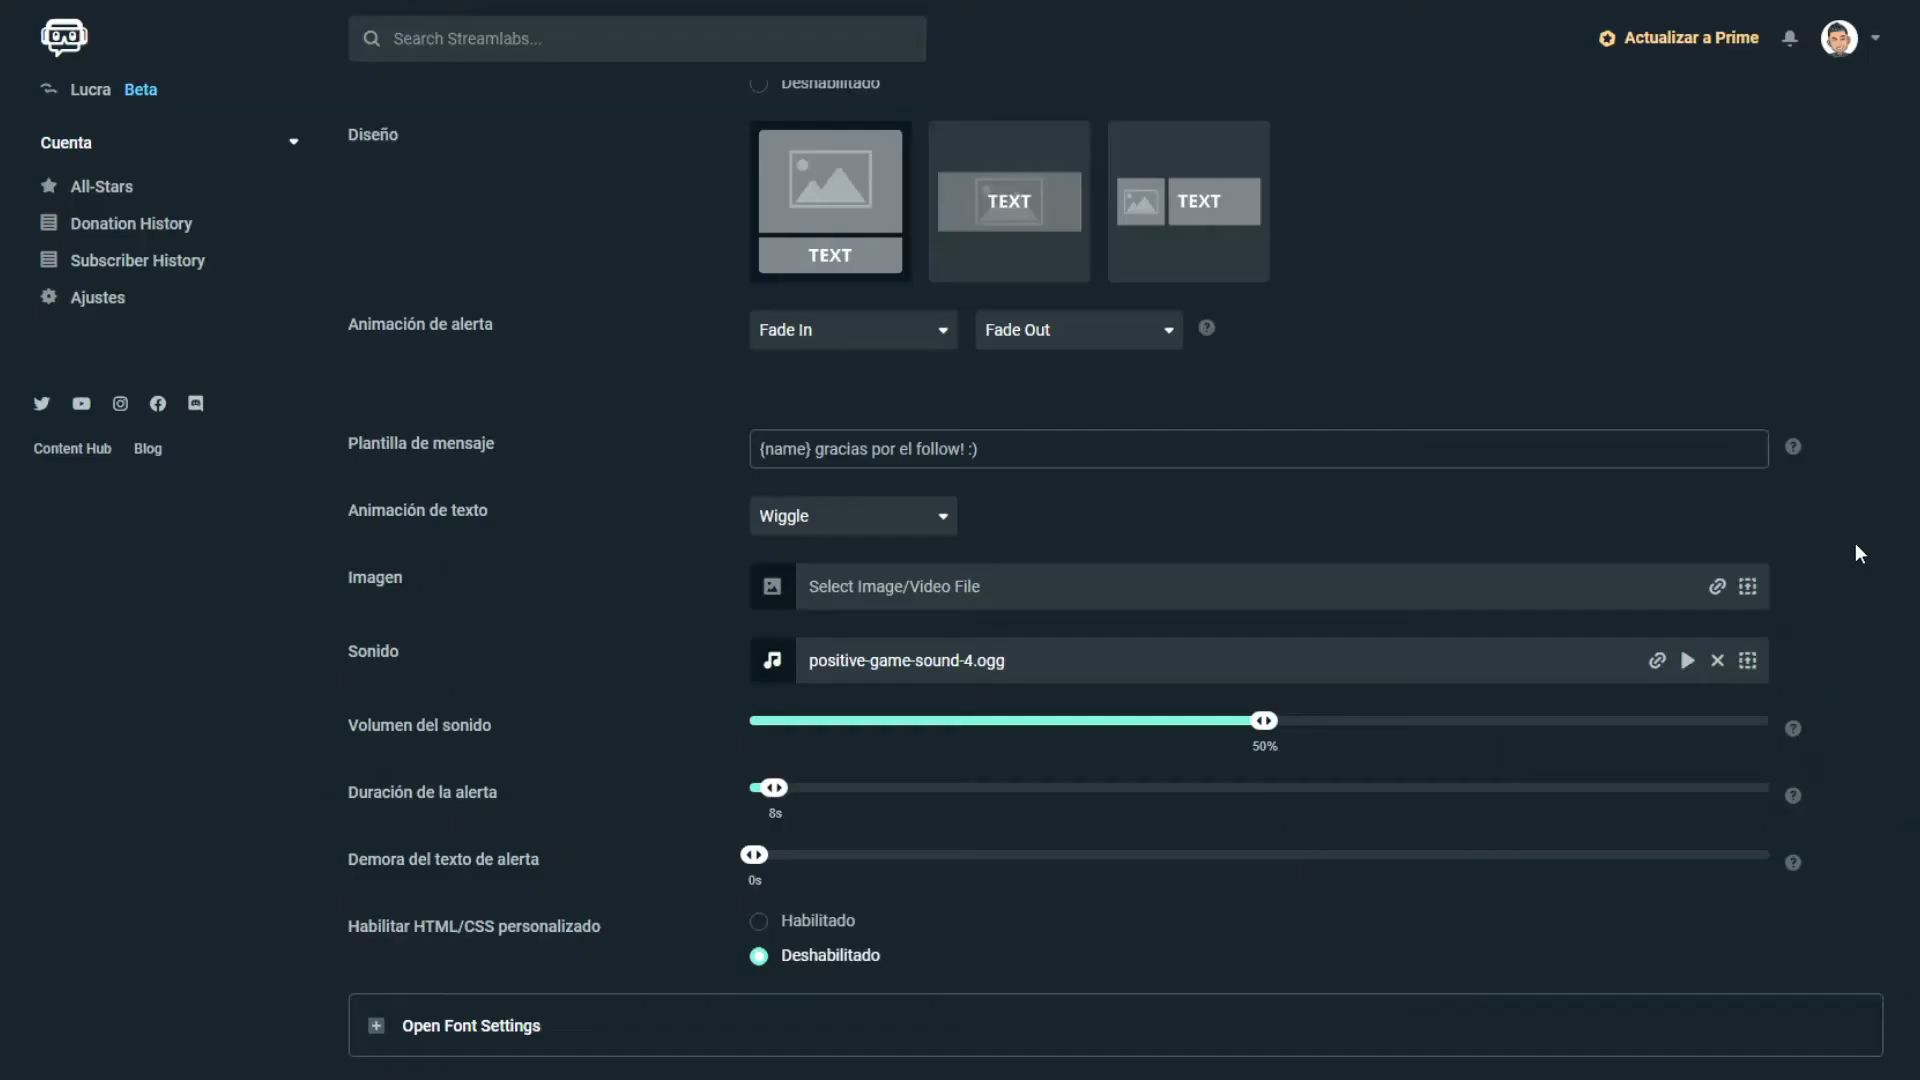 Search Streamlabs...
Actualizar a Prime
Lucra Beta
Cuenta
All-Stars
Donation History
Subscriber History
Ajustes
Content Hub Blog
Deshabilitado
Diseño
TEXT
TEXT
TEXT
Animación de alerta
Fade In
Fade Out
Plantilla de mensaje
{name} gracias por el follow! :)
Animación de texto
Wiggle
Imagen
Select Image/Video File
Sonido
positive-game-sound-4.ogg
Volumen del sonido
50%
Duración de la alerta
8s
Demora del texto de alerta
0s
Habilitar HTML/CSS personalizado
Habilitado
Deshabilitado
Open Font Settings